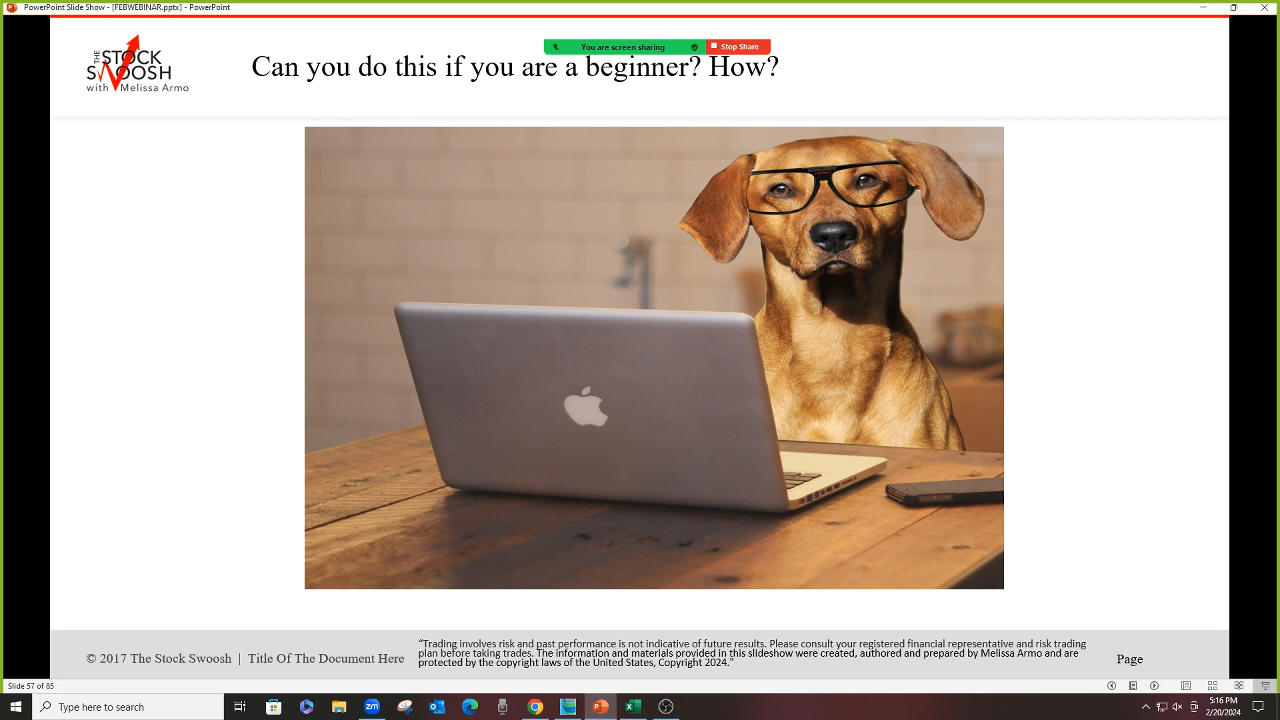 PowerPoint Slide Show - [FEBWEBINAR.pptx] - PowerPoint
You are screen sharing
Stop Share
THE STOCK
SWOOSH
with Melissa Armo
Can you do this if you are a beginner? How?
© 2017 The Stock Swoosh | Title Of The Document Here
“Trading involves risk and past performance is not indicative of future results. Please consult your registered financial representative and risk trading
plan before taking trades. The information and materials provided in this slideshow were created, authored and prepared by Melissa Armo and are
protected by the copyright laws of the United States, Copyright 2024."
Page
Slide 57 of 85
Type here to search
zm
5:16 PM
2/20/2024